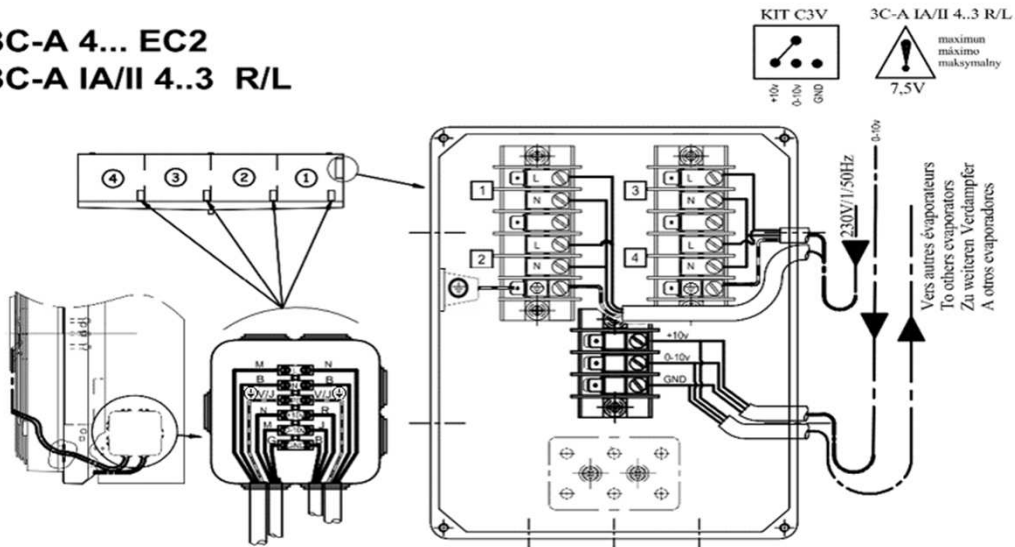 3C-A 4... EC2
3C-A IA/II 4..3 R/L
KIT C3V
+10v
0-10v
GND
3C-A IA/II 4..3 R/L
maximun
máximo
maksymalny
7,5V
4
3
2
1
1
L
N
2
L
N
3
L
N
4
L
N
+10v
0-10v
GND
230V/1/50Hz
0-10v
Vers autres évaporateurs
To others evaporators
Zu weiteren Verdampfer
A otros evaporadores
M
N
B
B
V/J
V/J
N
R
M
J
G
B